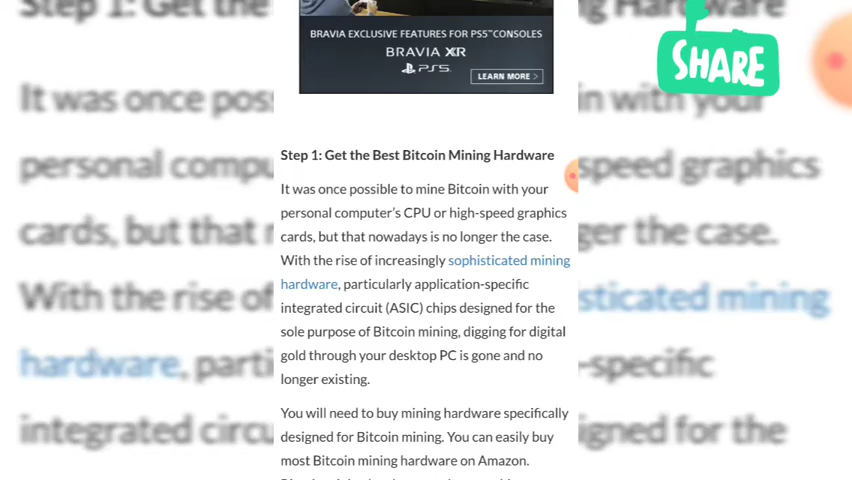 BRAVIA EXCLUSIVE FEATURES FOR PS5™CONSOLES
BRAVIA XR
PS5
LEARN MORE >
SHARE
Step 1: Get the Best Bitcoin Mining Hardware
It was once possible to mine Bitcoin with your
personal computer's CPU or high-speed graphics
cards, but that nowadays is no longer the case.
With the rise of increasingly sophisticated mining
hardware, particularly application-specific
integrated circuit (ASIC) chips designed for the
sole purpose of Bitcoin mining, digging for digital
gold through your desktop PC is gone and no
longer existing.
You will need to buy mining hardware specifically
designed for Bitcoin mining. You can easily buy
most Bitcoin mining hardware on Amazon.